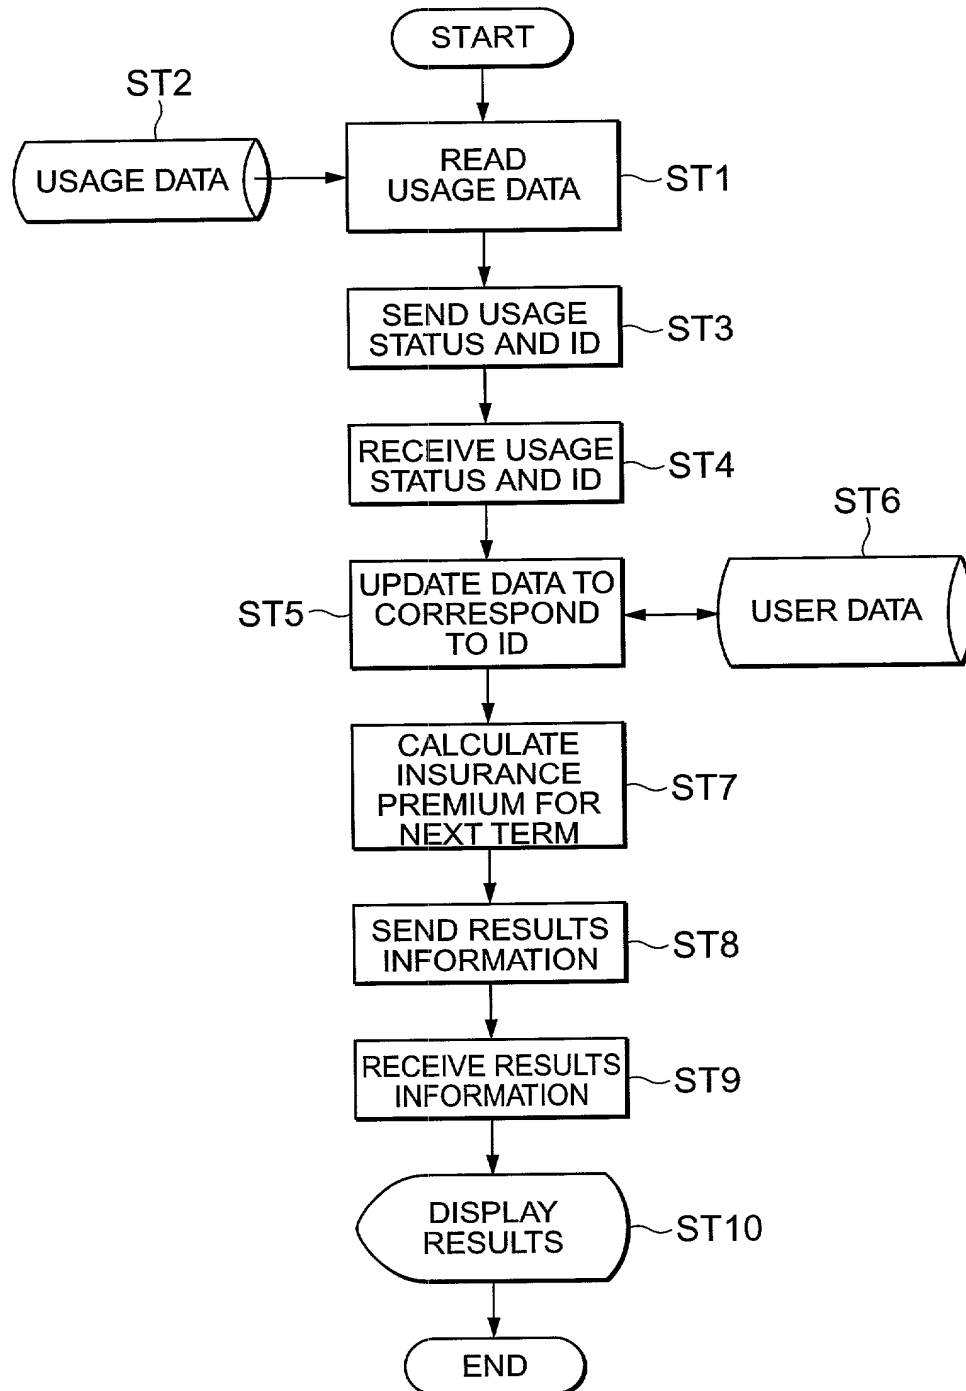 START
ST2
USAGE DATA
READ
USAGE DATA
ST1
SEND USAGE
STATUS AND ID
ST3
RECEIVE USAGE
STATUS AND ID
ST4
ST6
UPDATE DATA TO
CORRESPOND
TO ID
ST5
USER DATA
CALCULATE
INSURANCE
PREMIUM FOR
NEXT TERM
ST7
SEND RESULTS
INFORMATION
ST8
RECEIVE RESULTS
INFORMATION
ST9
DISPLAY
RESULTS
ST10
END